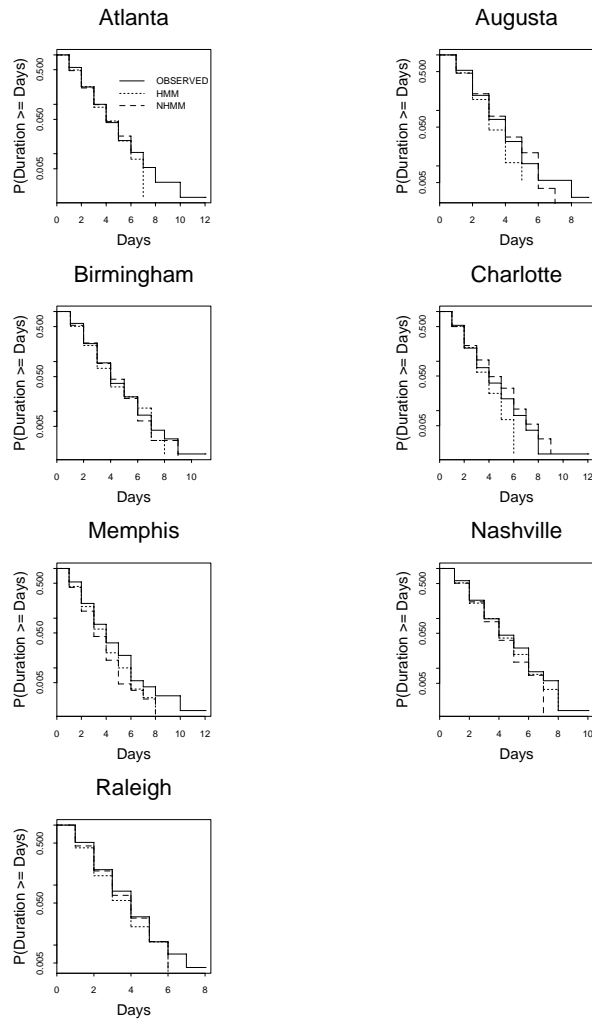 Atlanta
P(Duration >= Days)
0.500
0.050
0.005
OBSERVED
HMM
NHMM
0 2 4 6 8 10 12
Days
Augusta
P(Duration >= Days)
0.500
0.050
0.005
0 2 4 6 8
Days
Birmingham
P(Duration >= Days)
0.500
0.050
0.005
0 2 4 6 8 10
Days
Charlotte
P(Duration >= Days)
0.500
0.050
0.005
0 2 4 6 8 10 12
Days
Memphis
P(Duration >= Days)
0.500
0.050
0.005
0 2 4 6 8 10 12
Days
Nashville
P(Duration >= Days)
0.500
0.050
0.005
0 2 4 6 8 10
Days
Raleigh
P(Duration >= Days)
0.500
0.050
0.005
0 2 4 6 8
Days